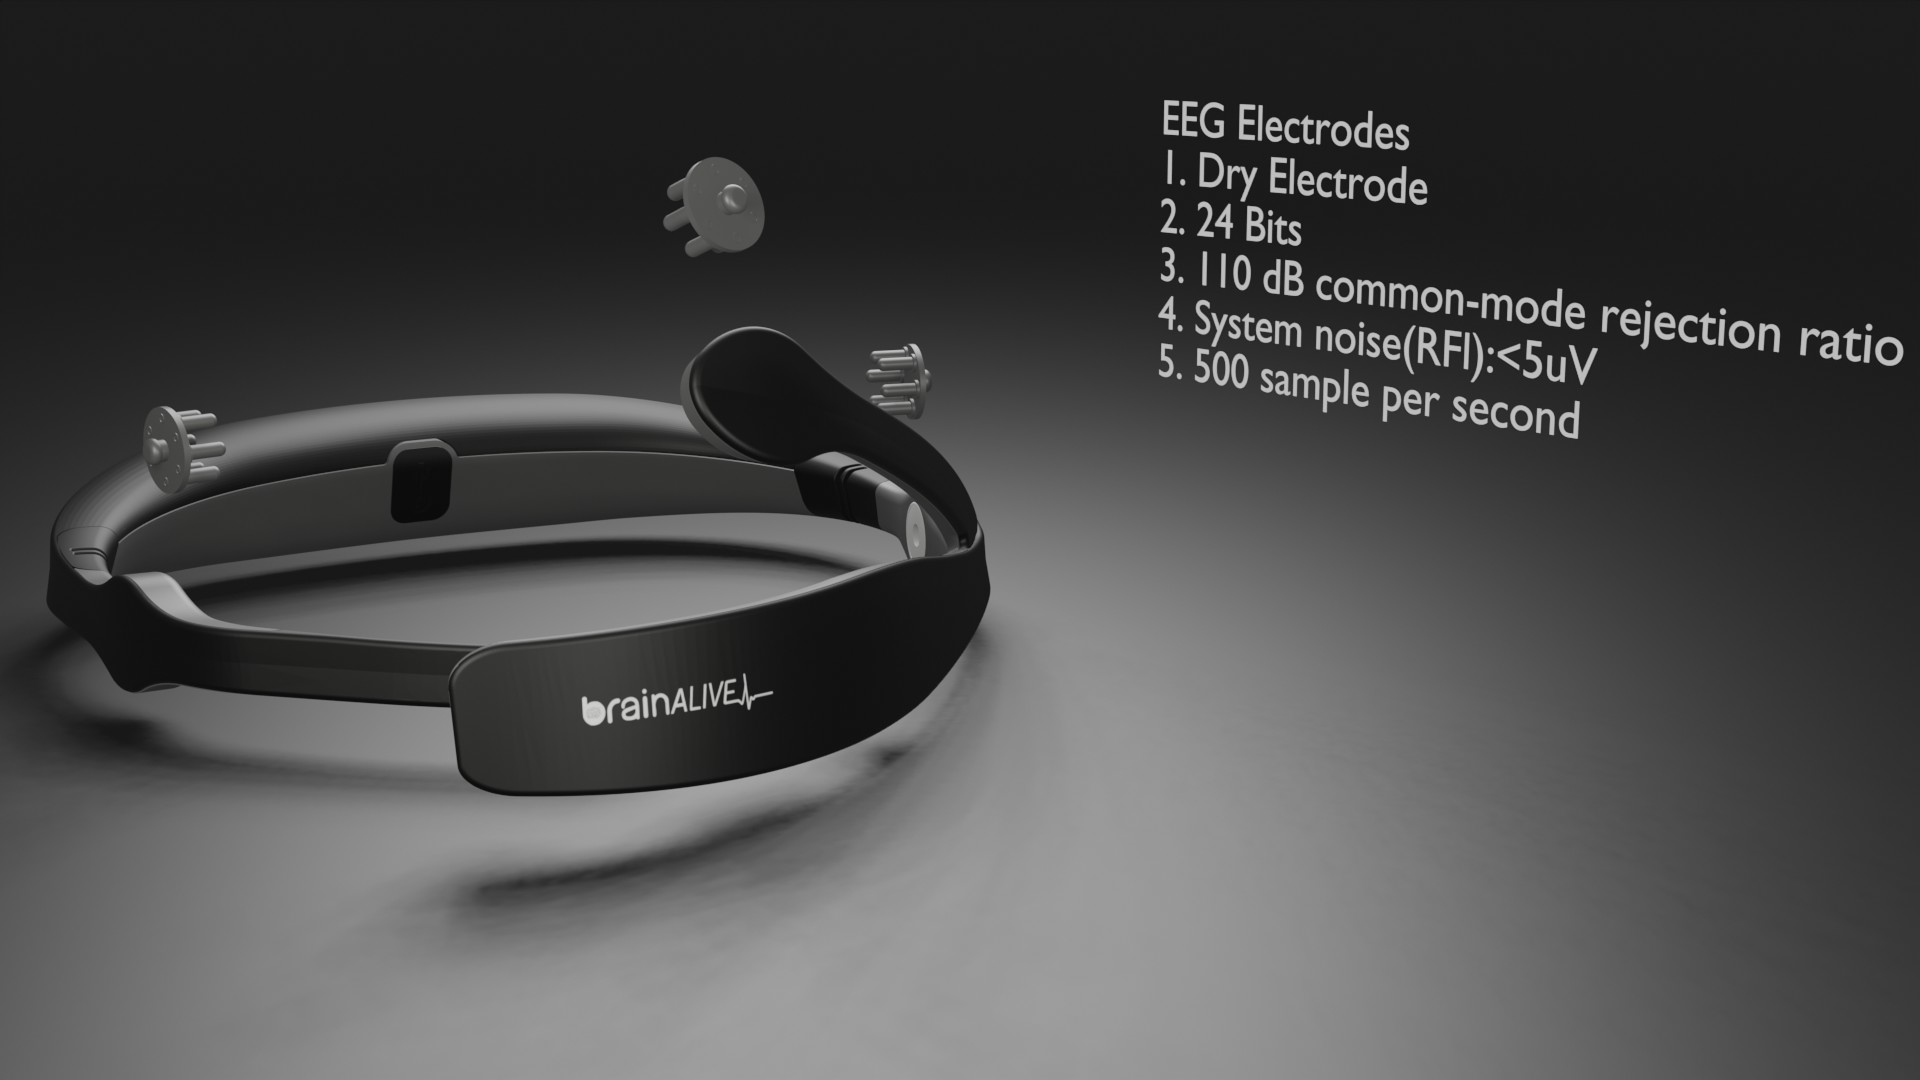 EEG Electrodes
1. Dry Electrode
2. 24 Bits
3. 110 dB common-mode rejection ratio
4. System noise(RFI):<5uV
5. 500 sample per second
brainALIVE